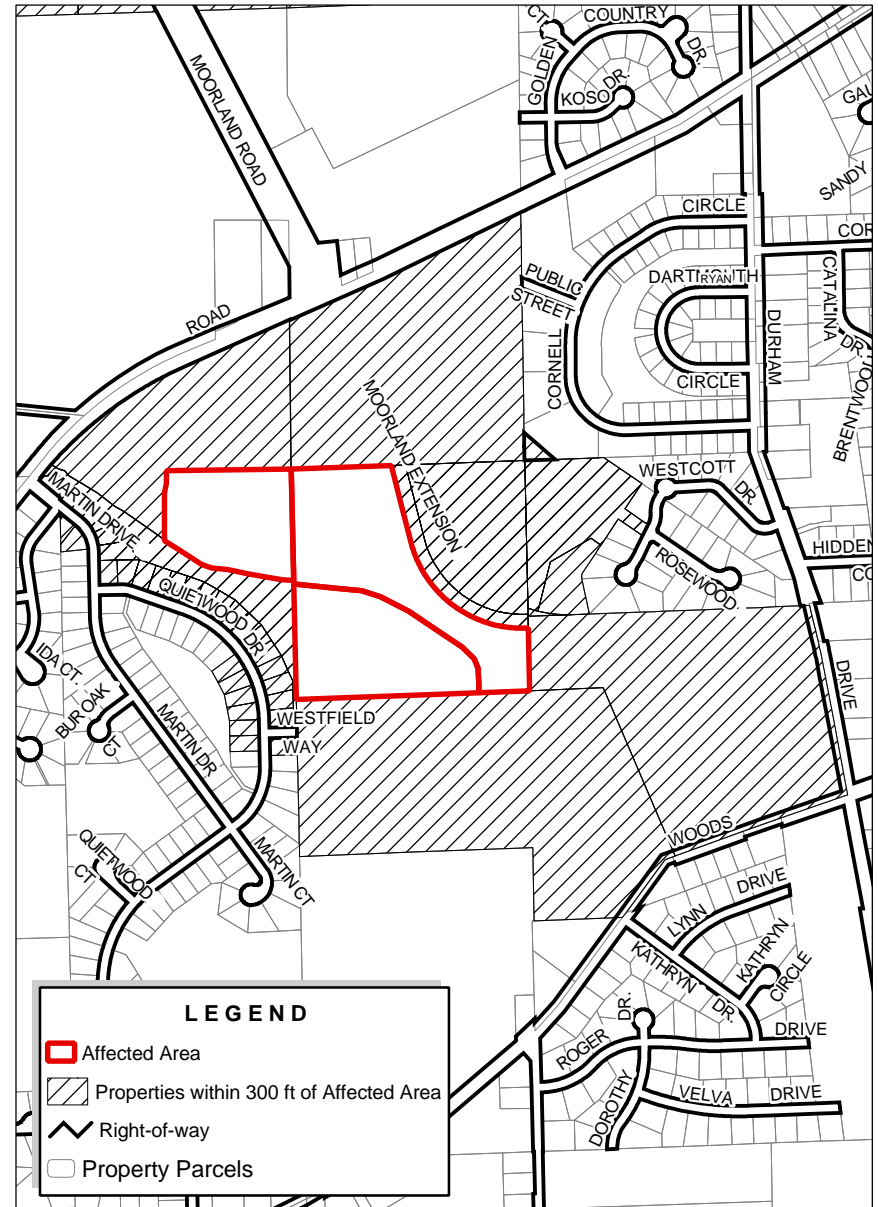 CT.
COUNTRY
DR.
GOLDEN
KOSO
DR.
MOORLAND ROAD
SANDY
CIRCLE
PUBLIC
STREET
DARTMOUTH
RYAN
CATALINA
DR.
ROAD
CORNELL
CIRCLE
DURHAM
BRENTWOOD
MOORLAND EXTENSION
MARTIN DRIVE
WESTCOTT
DR.
HIDDEN
ROSEWOOD
QUIETWOOD DR
IDA CT.
BUR OAK
CT
MARTIN DR
WESTFIELD
WAY
DRIVE
WOODS
QUIETWOOD
CT
MARTIN CT
LYNN
DRIVE
KATHRYN
DR.
KATHRYN
CIRCLE
ROGER
DR.
DRIVE
DOROTHY
VELVA
DRIVE
LEGEND
Affected Area
Properties within 300 ft of Affected Area
Right-of-way
Property Parcels